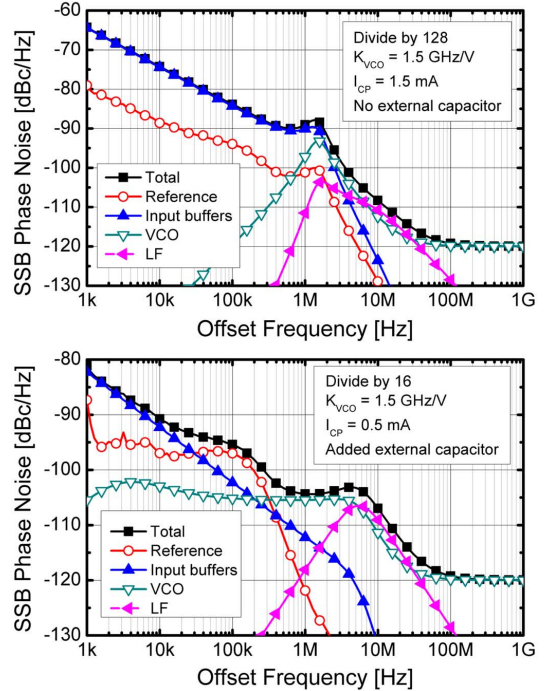 SSB Phase Noise [dBc/Hz]
-60
-70
-80
-90
-100
-110
-120
-130
Divide by 128
K_VCO = 1.5 GHz/V
I_CP = 1.5 mA
No external capacitor
Total
Reference
Input buffers
VCO
LF
1k 10k 100k 1M 10M 100M 1G
Offset Frequency [Hz]
SSB Phase Noise [dBc/Hz]
-80
-90
-100
-110
-120
-130
Divide by 16
K_VCO = 1.5 GHz/V
I_CP = 0.5 mA
Added external capacitor
Total
Reference
Input buffers
VCO
LF
1k 10k 100k 1M 10M 100M 1G
Offset Frequency [Hz]